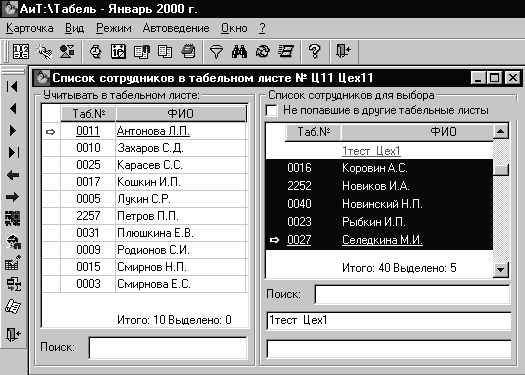 АиТ:\Табель - Январь 2000 г.
Карточка Вид Режим Автоведение Окно ?
Список сотрудников в табельном листе № Ц11 Цех11
Учитывать в табельном листе:
Таб.№ ФИО
0011 Антонова Л.П.
0010 Захаров С.Д.
0025 Карасев С.С.
0017 Кошкин И.П.
0005 Лукин С.Р.
2257 Петров П.П.
0031 Плюшкина Е.В.
0009 Родионов С.И.
0015 Смирнов Н.П.
0003 Смирнова Е.С.
Итого: 10 Выделено: 0
Поиск:
Список сотрудников для выбора
Не попавшие в другие табельные листы
Таб.№ ФИО
1тест Цех1
0016 Коровин А.С.
2252 Новиков И.А.
0040 Новинский Н.П.
0023 Рыбкин И.П.
0027 Селедкина М.И.
Итого: 40 Выделено: 5
Поиск:
1тест Цех1